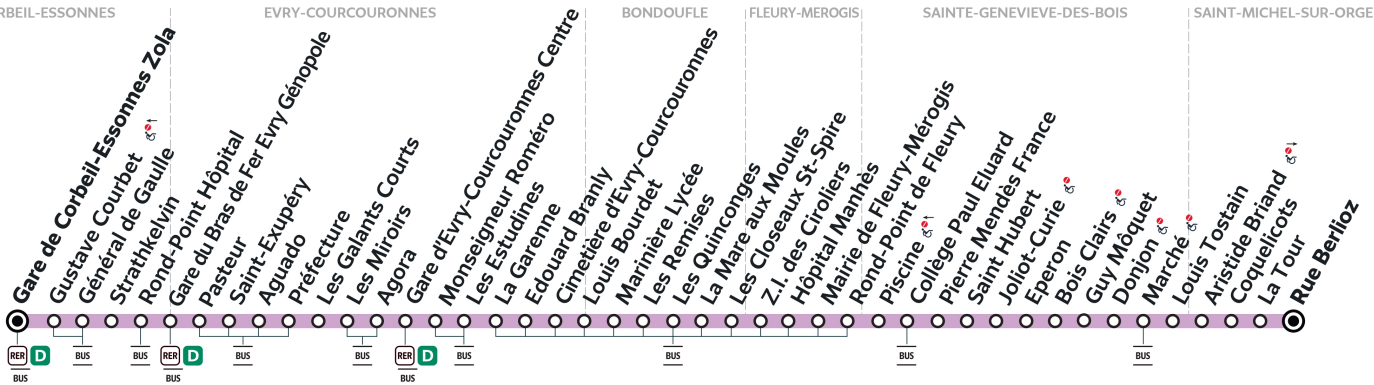 RBEIL-ESSONNES
EVRY-COURCOURONNES
BONDOUFLE
FLEURY-MEROGIS
SAINTE-GENEVIEVE-DES-BOIS
SAINT-MICHEL-SUR-ORGE
Gare de Corbeil-Essonnes Zola
Gustave Courbet
Général de Gaulle
Strathkelvin
Rond-Point Hôpital
Gare du Bras de Fer Evry Génopole
Pasteur
Saint-Exupéry
Aguado
Préfecture
Les Galants Courts
Les Miroirs
Agora
Gare d'Evry-Courcouronnes Centre
Monseigneur Roméro
Les Estudines
La Garenne
Edouard Branly
Cimetière d'Evry-Courcouronnes
Louis Bourdet
Marinière Lycée
Les Remises
Les Quinconges
La Mare aux Moules
Les Closeaux St-Spire
Z.I. des Ciroliers
Hôpital Manhès
Mairie de Fleury-Mérogis
Rond-Point de Fleury
Piscine
Collège Paul Eluard
Pierre Mendès France
Saint Hubert
Joliot-Curie
Eperon
Bois Clairs
Guy Môquet
Donjon
Marché
Louis Tostain
Aristide Briand
Coquelicots
La Tour
Rue Berlioz
RER D
BUS
BUS
BUS
RER D
BUS
BUS
BUS
RER D
BUS
BUS
BUS
BUS
BUS